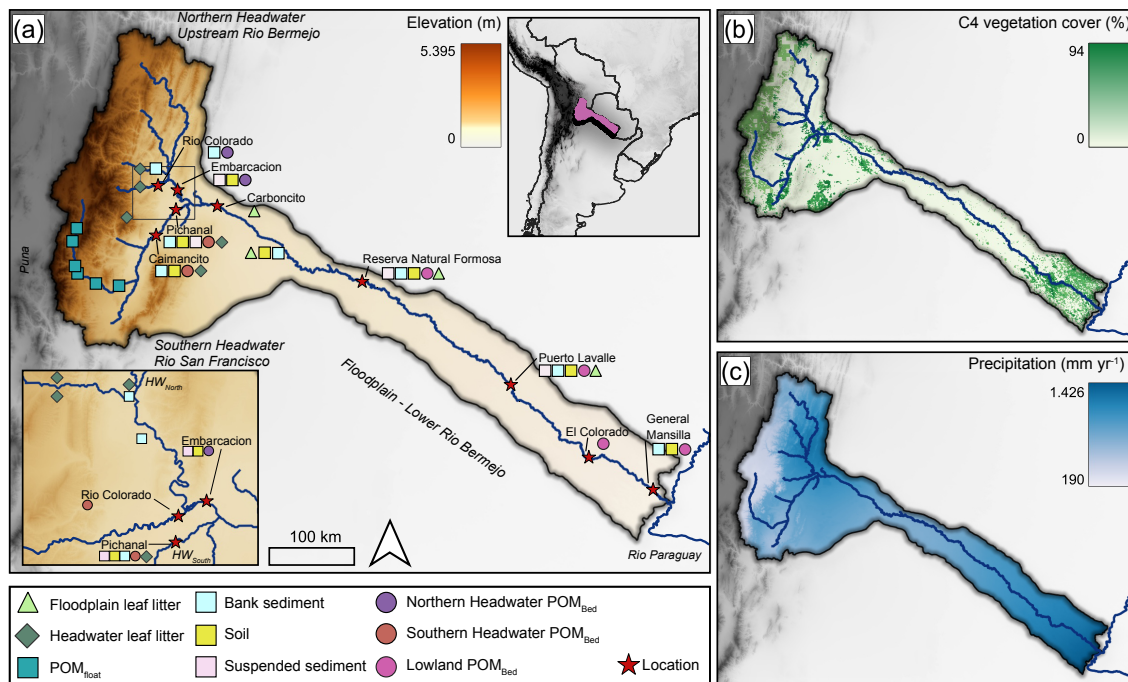 (a)
Northern Headwater
Upstream Rio Bermejo
Elevation (m)
5.395
0
Rio Colorado
Embarcacion
Carboncito
Pichanal
Caimancito
Puna
Reserva Natural Formosa
Southern Headwater
Rio San Francisco
Floodplain - Lower Rio Bermejo
Puerto Lavalle
El Colorado
General
Mansilla
Rio Paraguay
HW_North
Embarcacion
Rio Colorado
Pichanal
HW_South
100 km
(b)
C4 vegetation cover (%)
94
0
(c)
Precipitation (mm yr⁻¹)
1.426
190
Floodplain leaf litter
Bank sediment
Northern Headwater POM_Bed
Headwater leaf litter
Soil
Southern Headwater POM_Bed
POM_float
Suspended sediment
Lowland POM_Bed
Location